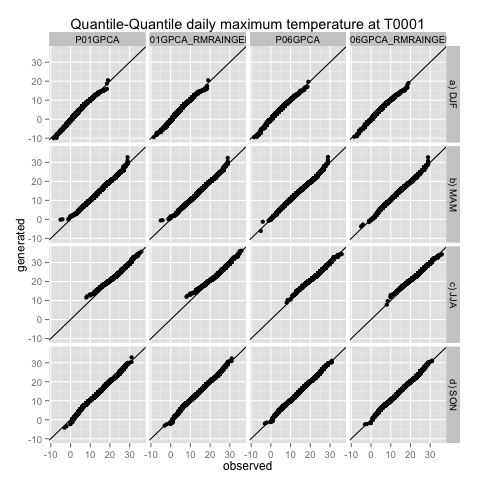 Quantile-Quantile daily maximum temperature at T0001
P01GPCA 01GPCA_RMRAINGE P06GPCA 06GPCA_RMRAINGE
30
20
10
0
-10
a) DJF
30
20
10
0
-10
b) MAM
30
20
10
0
-10
c) JJA
30
20
10
0
-10
d) SON
generated
-10 0 10 20 30 -10 0 10 20 30 -10 0 10 20 30 -10 0 10 20 30
observed